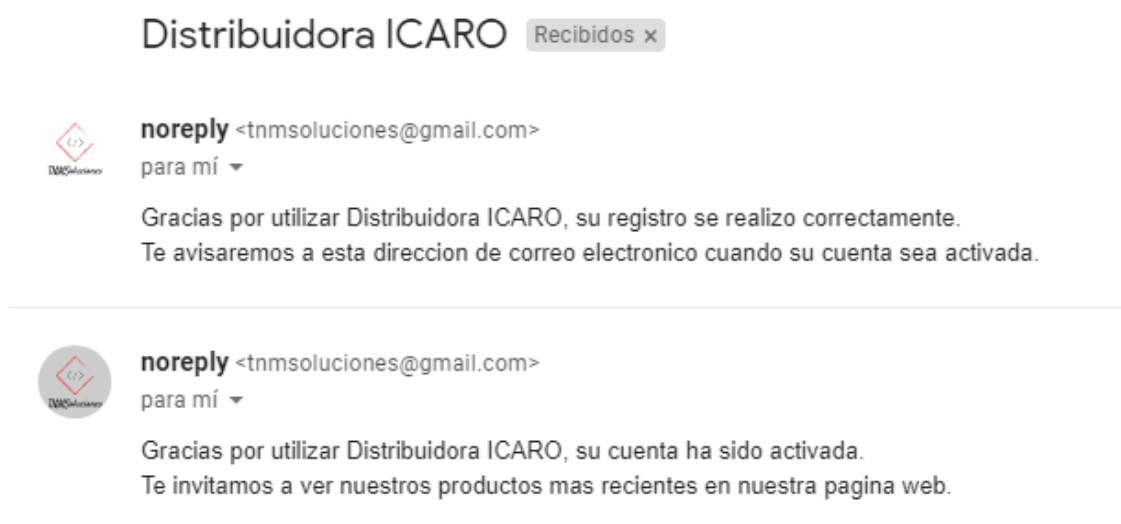 Distribuidora ICARO Recibidos x
noreply <tnmsoluciones@gmail.com>
</>
TNMSoluciones
para mí
Gracias por utilizar Distribuidora ICARO, su registro se realizo correctamente.
Te avisaremos a esta direccion de correo electronico cuando su cuenta sea activada.
noreply <tnmsoluciones@gmail.com>
</>
TNMSoluciones
para mí
Gracias por utilizar Distribuidora ICARO, su cuenta ha sido activada.
Te invitamos a ver nuestros productos mas recientes en nuestra pagina web.